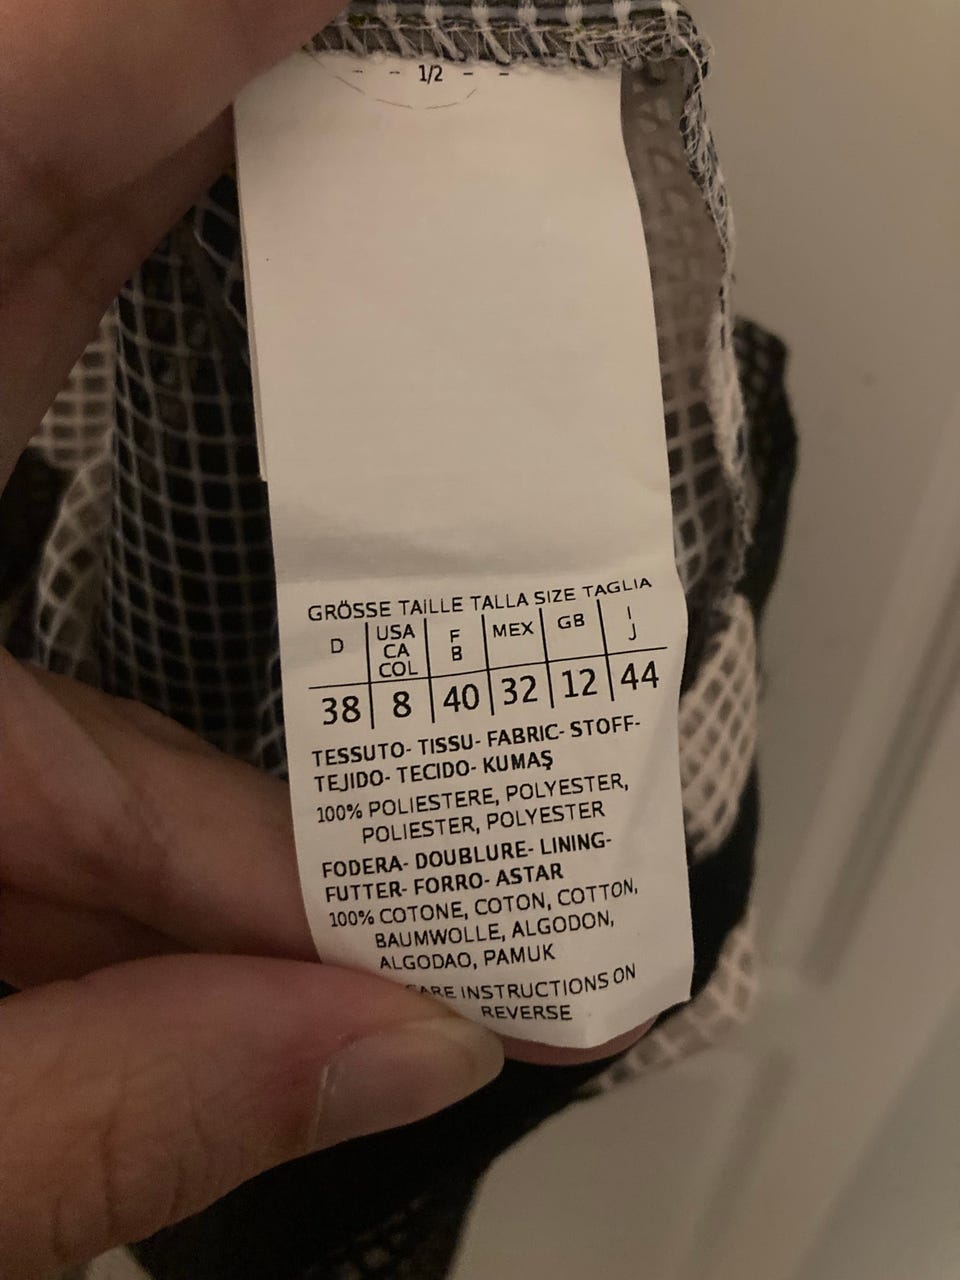 - - 1/2 - -
GRÖSSE TAILLE TALLA SIZE TAGLIA
D USA CA COL F B MEX GB I J
38 8 40 32 12 44
TESSUTO- TISSU- FABRIC- STOFF-
TEJIDO- TECIDO- KUMAŞ
100% POLIESTERE, POLYESTER,
POLIESTER, POLYESTER
FODERA- DOUBLURE- LINING-
FUTTER- FORRO- ASTAR
100% COTONE, COTON, COTTON,
BAUMWOLLE, ALGODON,
ALGODAO, PAMUK
CARE INSTRUCTIONS ON
REVERSE